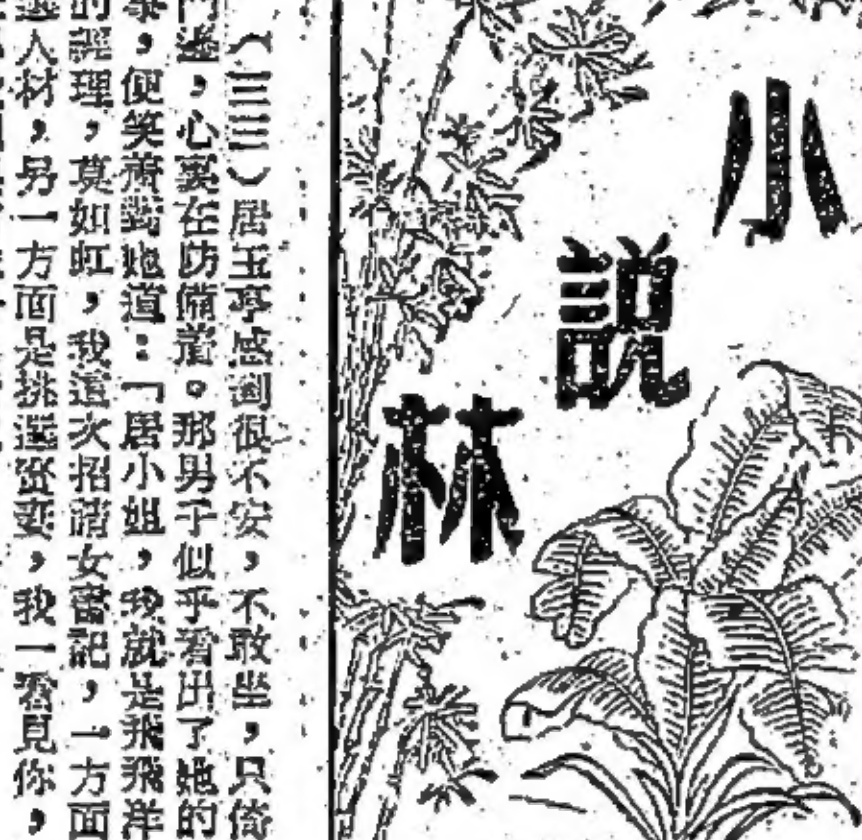 小說林
(三三)居玉亭感到很不安,不敢坐,只倚
門邊,心裏在防備着。那男子似乎看出了她的
,便笑着對她道:「居小姐,我就是飛飛洋
的經理,莫如虹,我這次招請女書記,一方面
選人材,另一方面是挑選賢妻,我一看見你,